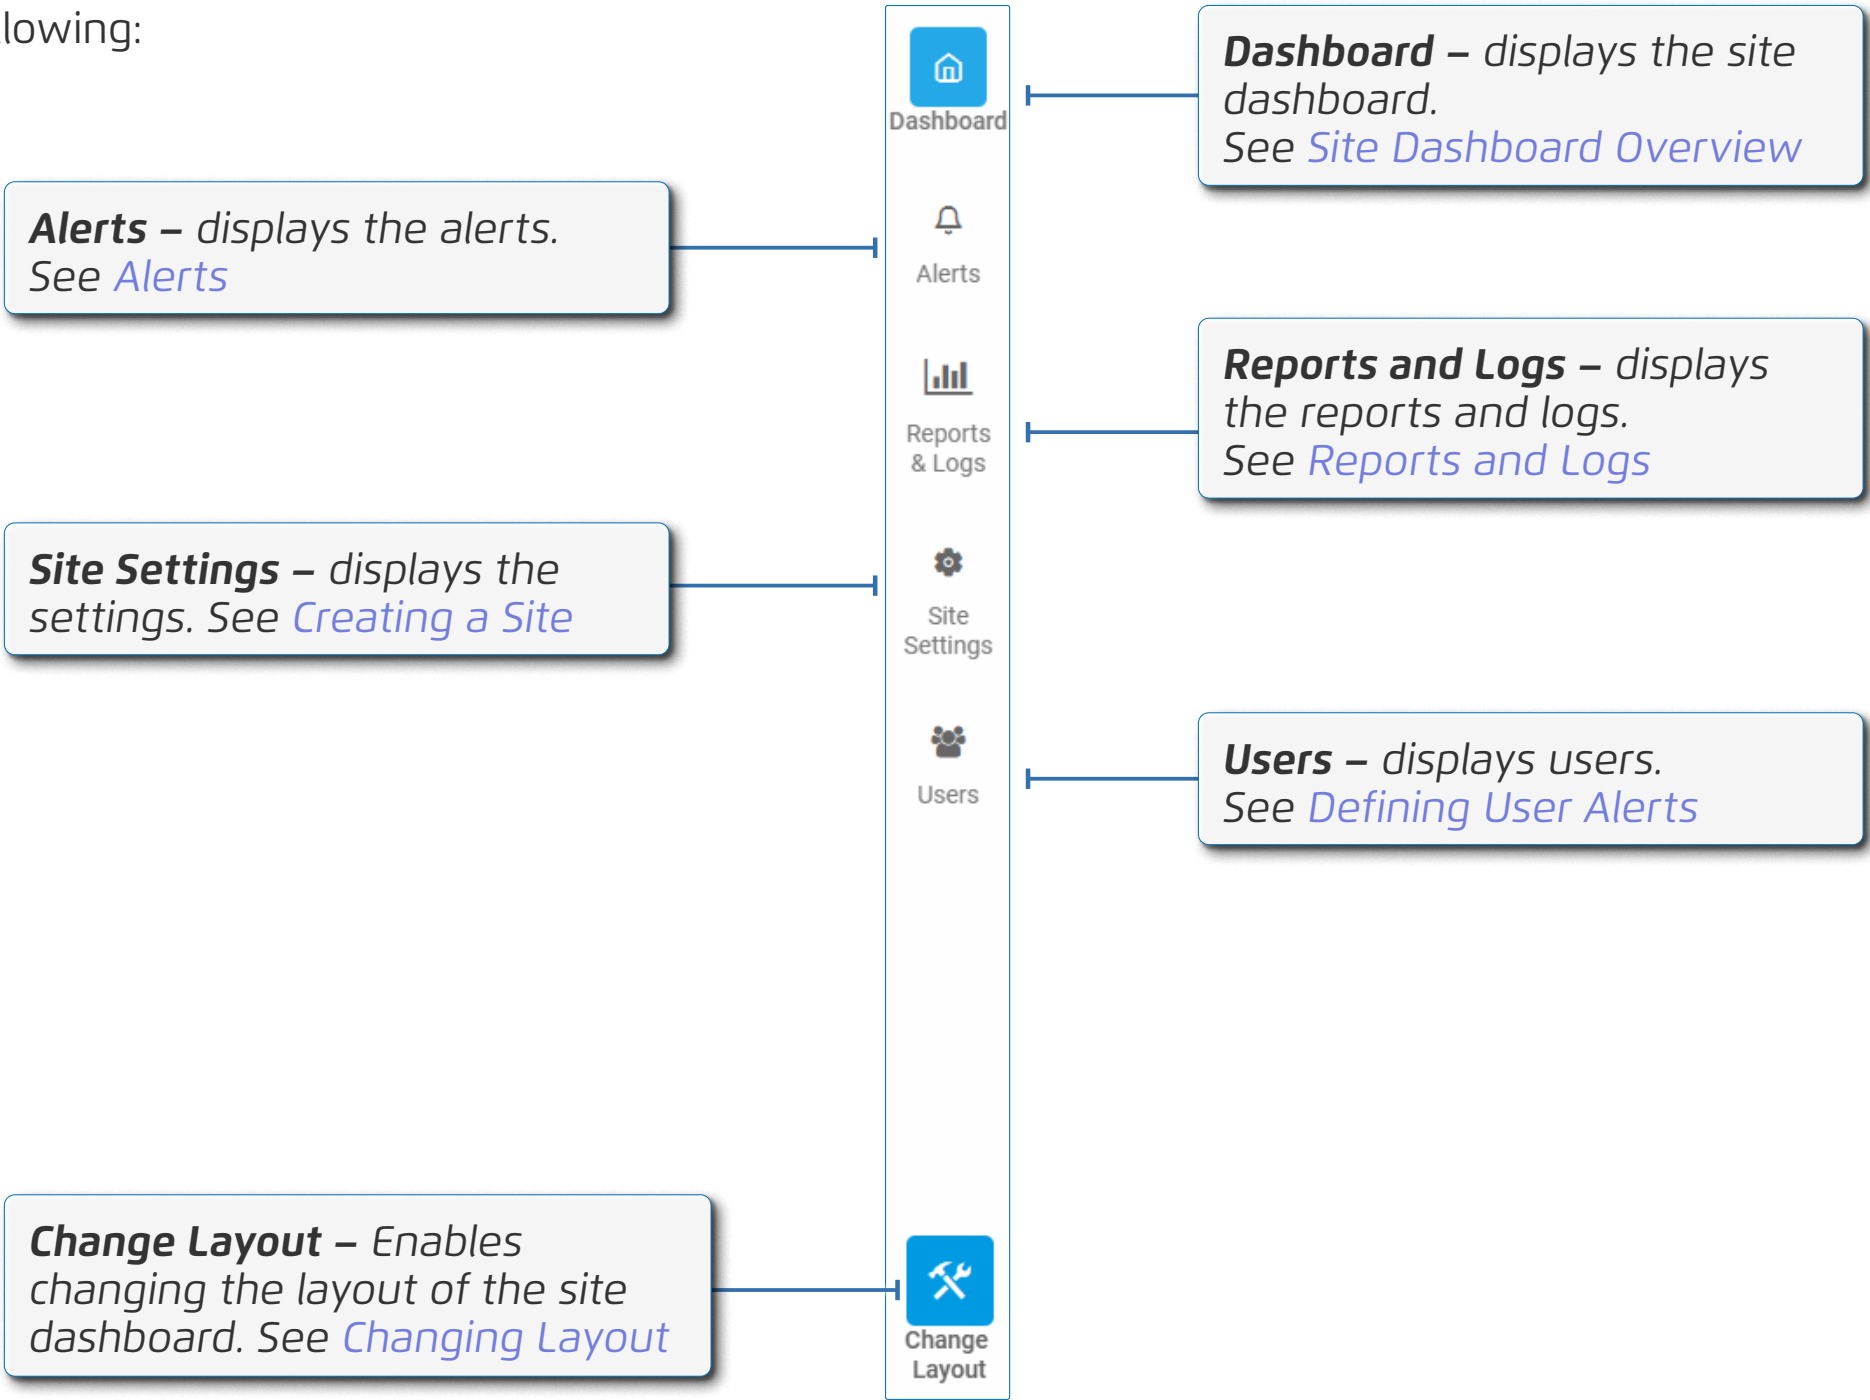 lowing:
Dashboard
Dashboard – displays the site
dashboard.
See Site Dashboard Overview
Alerts – displays the alerts.
See Alerts
Alerts
Reports
& Logs
Reports and Logs – displays
the reports and logs.
See Reports and Logs
Site Settings – displays the
settings. See Creating a Site
Site
Settings
Users
Users – displays users.
See Defining User Alerts
Change Layout – Enables
changing the layout of the site
dashboard. See Changing Layout
Change
Layout